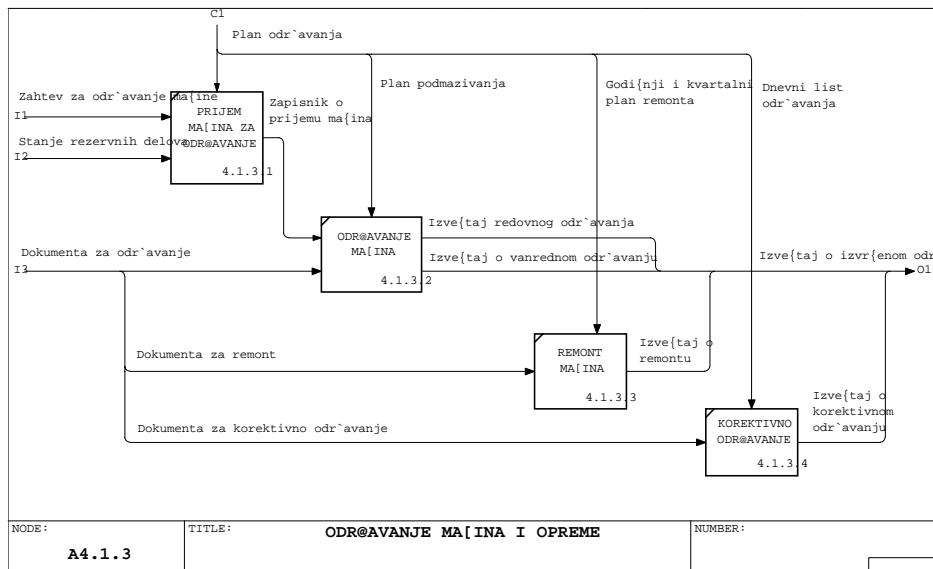 C1
Plan odr`avanja
Zahtev za odr`avanje ma{ine
I1
Stanje rezervnih delova
I2
PRIJEM
MA[INA ZA
ODR@AVANJE
4.1.3.1
Zapisnik o
prijemu ma{ina
Plan podmazivanja
Godi{nji i kvartalni
plan remonta
Dnevni list
odr`avanja
Dokumenta za odr`avanje
I3
ODR@AVANJE
MA[INA
4.1.3.2
Izve{taj redovnog odr`avanja
Izve{taj o vanrednom odr`avanju
Izve{taj o izvr{enom odr
O1
Dokumenta za remont
REMONT
MA[INA
4.1.3.3
Izve{taj o
remontu
Dokumenta za korektivno odr`avanje
KOREKTIVNO
ODR@AVANJE
4.1.3.4
Izve{taj o
korektivnom
odr`avanju
NODE:
A4.1.3
TITLE:
ODR@AVANJE MA[INA I OPREME
NUMBER: